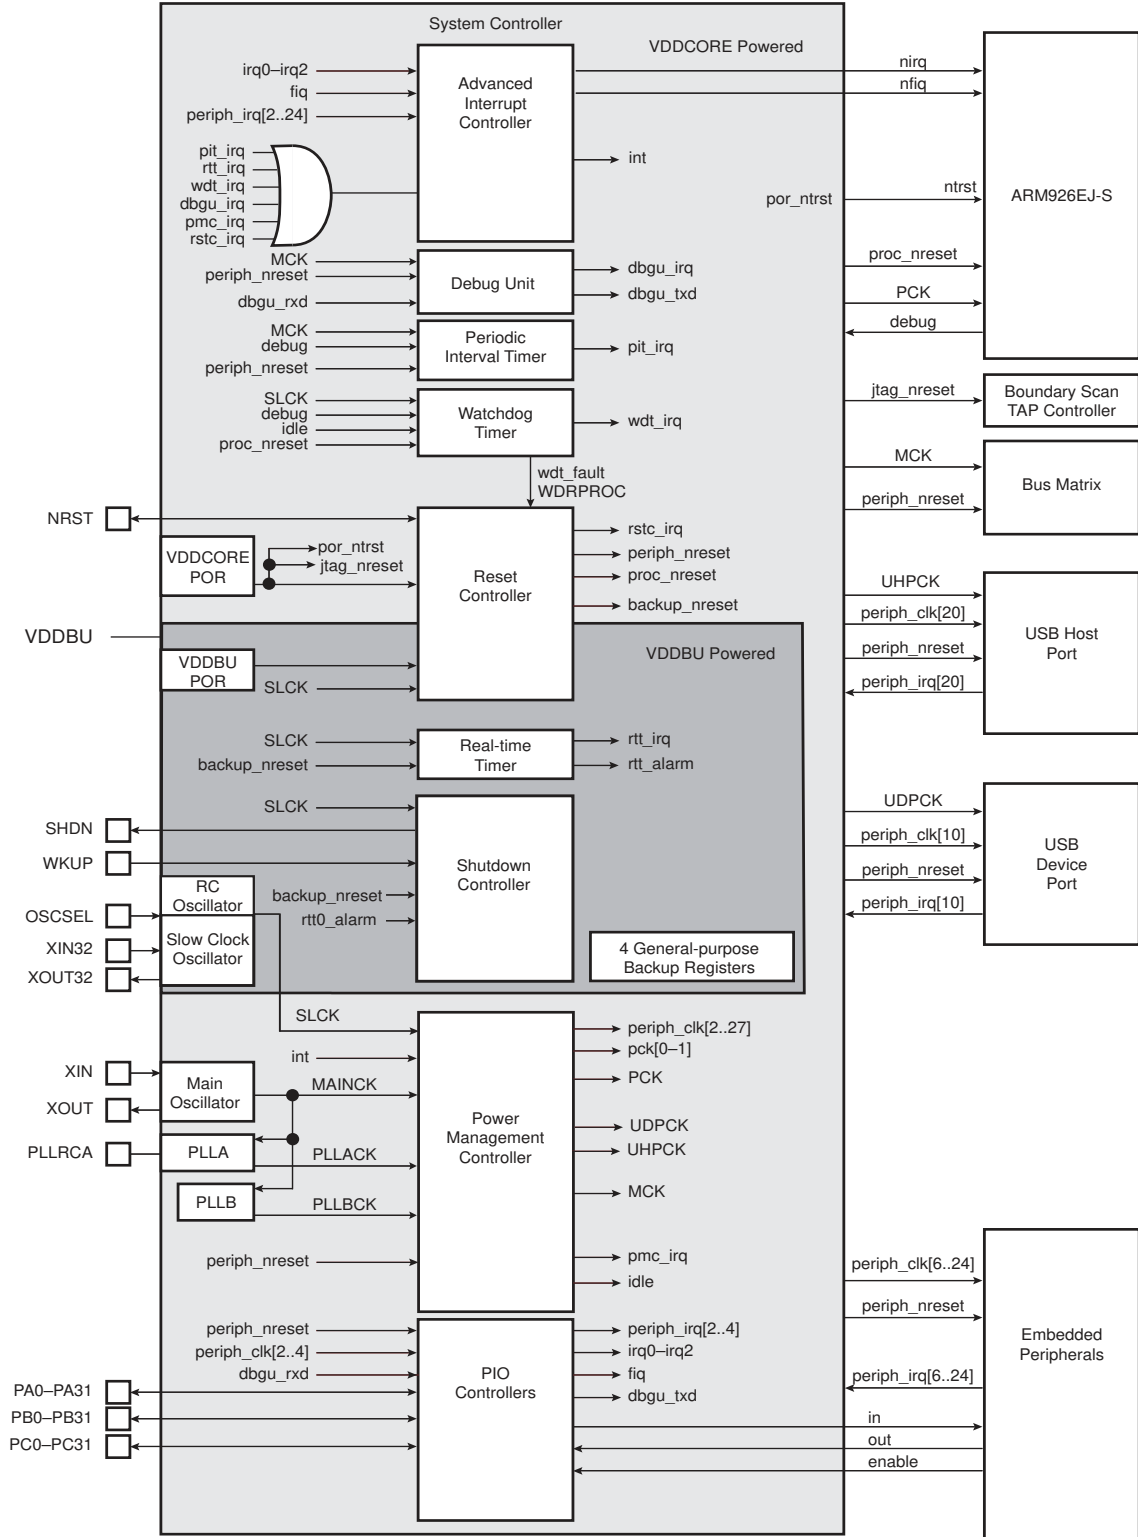 System Controller
VDDCORE Powered
irq0–irq2
fiq
periph_irq[2..24]
Advanced
Interrupt
Controller
nirq
nfiq
int
pit_irq
rtt_irq
wdt_irq
dbgu_irq
pmc_irq
rstc_irq
por_ntrst
ntrst
ARM926EJ-S
MCK
periph_nreset
dbgu_rxd
Debug Unit
dbgu_irq
dbgu_txd
proc_nreset
PCK
debug
MCK
debug
periph_nreset
Periodic
Interval Timer
pit_irq
SLCK
debug
idle
proc_nreset
Watchdog
Timer
wdt_irq
jtag_nreset
Boundary Scan
TAP Controller
wdt_fault
WDRPROC
MCK
periph_nreset
Bus Matrix
NRST
VDDCORE
POR
por_ntrst
jtag_nreset
Reset
Controller
rstc_irq
periph_nreset
proc_nreset
backup_nreset
UHPCK
periph_clk[20]
periph_nreset
periph_irq[20]
USB Host
Port
VDDBU
VDDBU Powered
VDDBU
POR
SLCK
SLCK
backup_nreset
Real-time
Timer
rtt_irq
rtt_alarm
SLCK
SHDN
WKUP
backup_nreset
rtt0_alarm
Shutdown
Controller
UDPCK
periph_clk[10]
periph_nreset
periph_irq[10]
USB
Device
Port
RC
Oscillator
OSCSEL
Slow Clock
Oscillator
XIN32
XOUT32
4 General-purpose
Backup Registers
SLCK
int
XIN
XOUT
Main
Oscillator
MAINCK
PLLRCA
PLLA
PLLACK
PLLB
PLLBCK
periph_nreset
Power
Management
Controller
periph_clk[2..27]
pck[0–1]
PCK
UDPCK
UHPCK
MCK
pmc_irq
idle
periph_clk[6..24]
periph_nreset
periph_irq[6..24]
Embedded
Peripherals
periph_nreset
periph_clk[2..4]
dbgu_rxd
PA0–PA31
PB0–PB31
PC0–PC31
PIO
Controllers
periph_irq[2..4]
irq0–irq2
fiq
dbgu_txd
in
out
enable